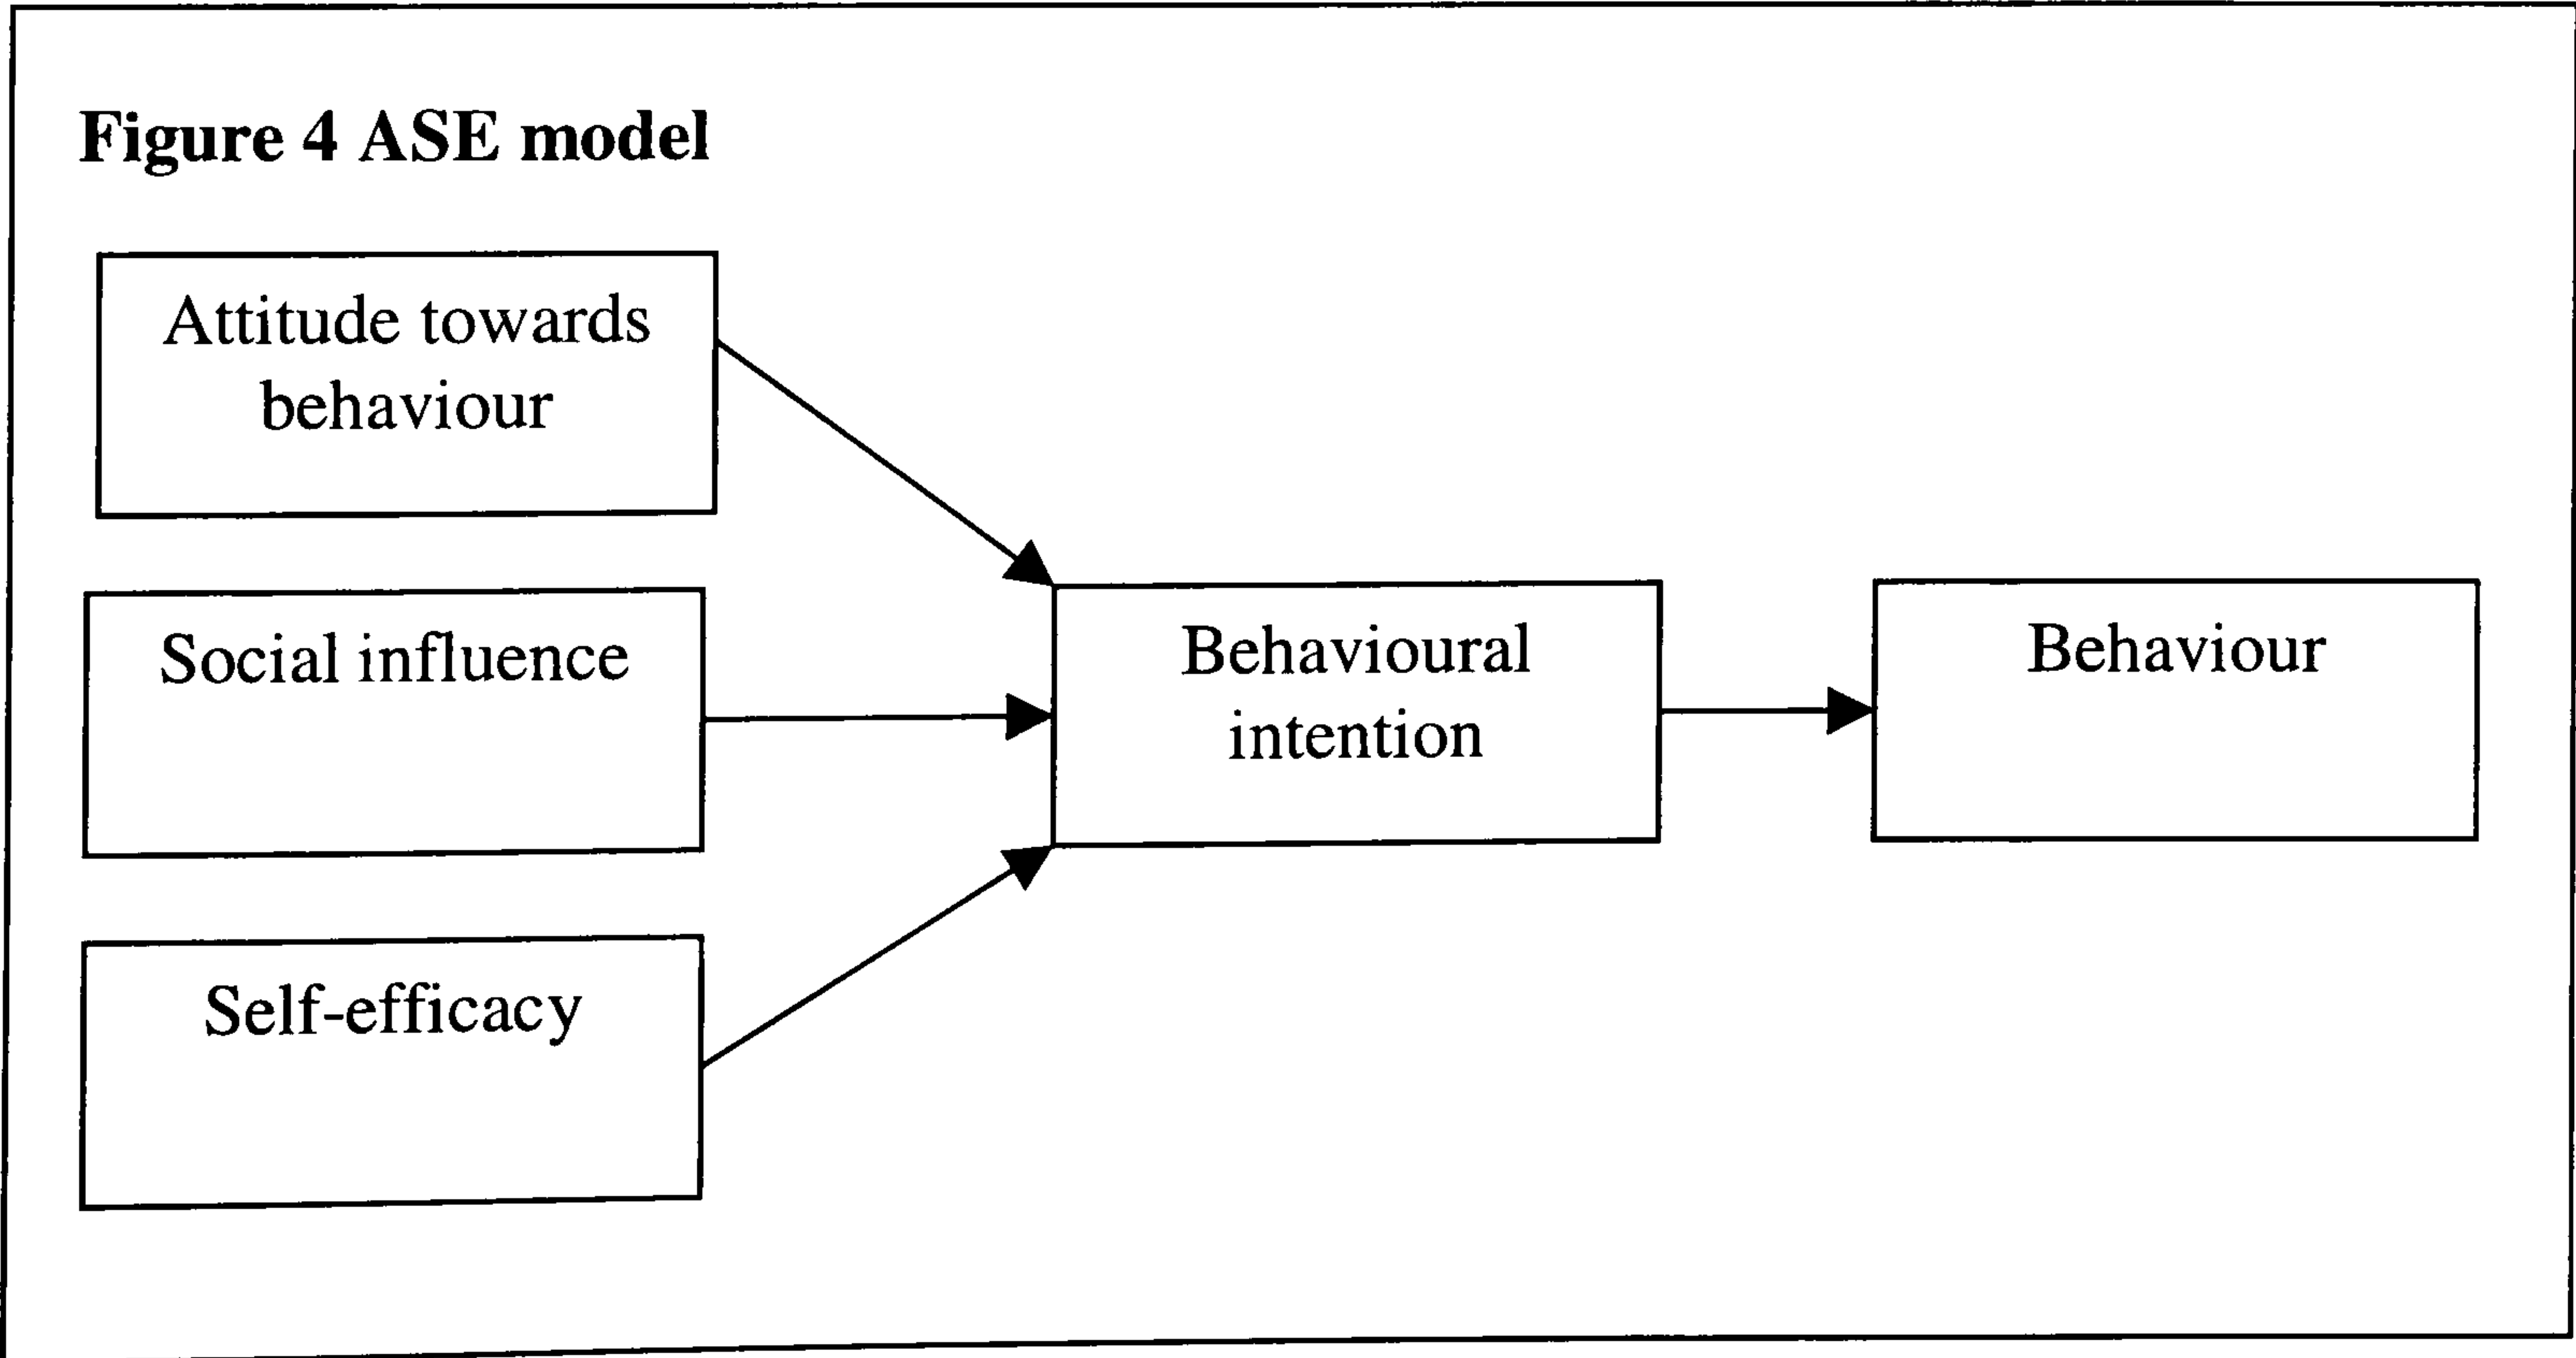 Figure 4 ASE model
Attitude towards
behaviour
Social influence
Behavioural
intention
Behaviour
Self-efficacy